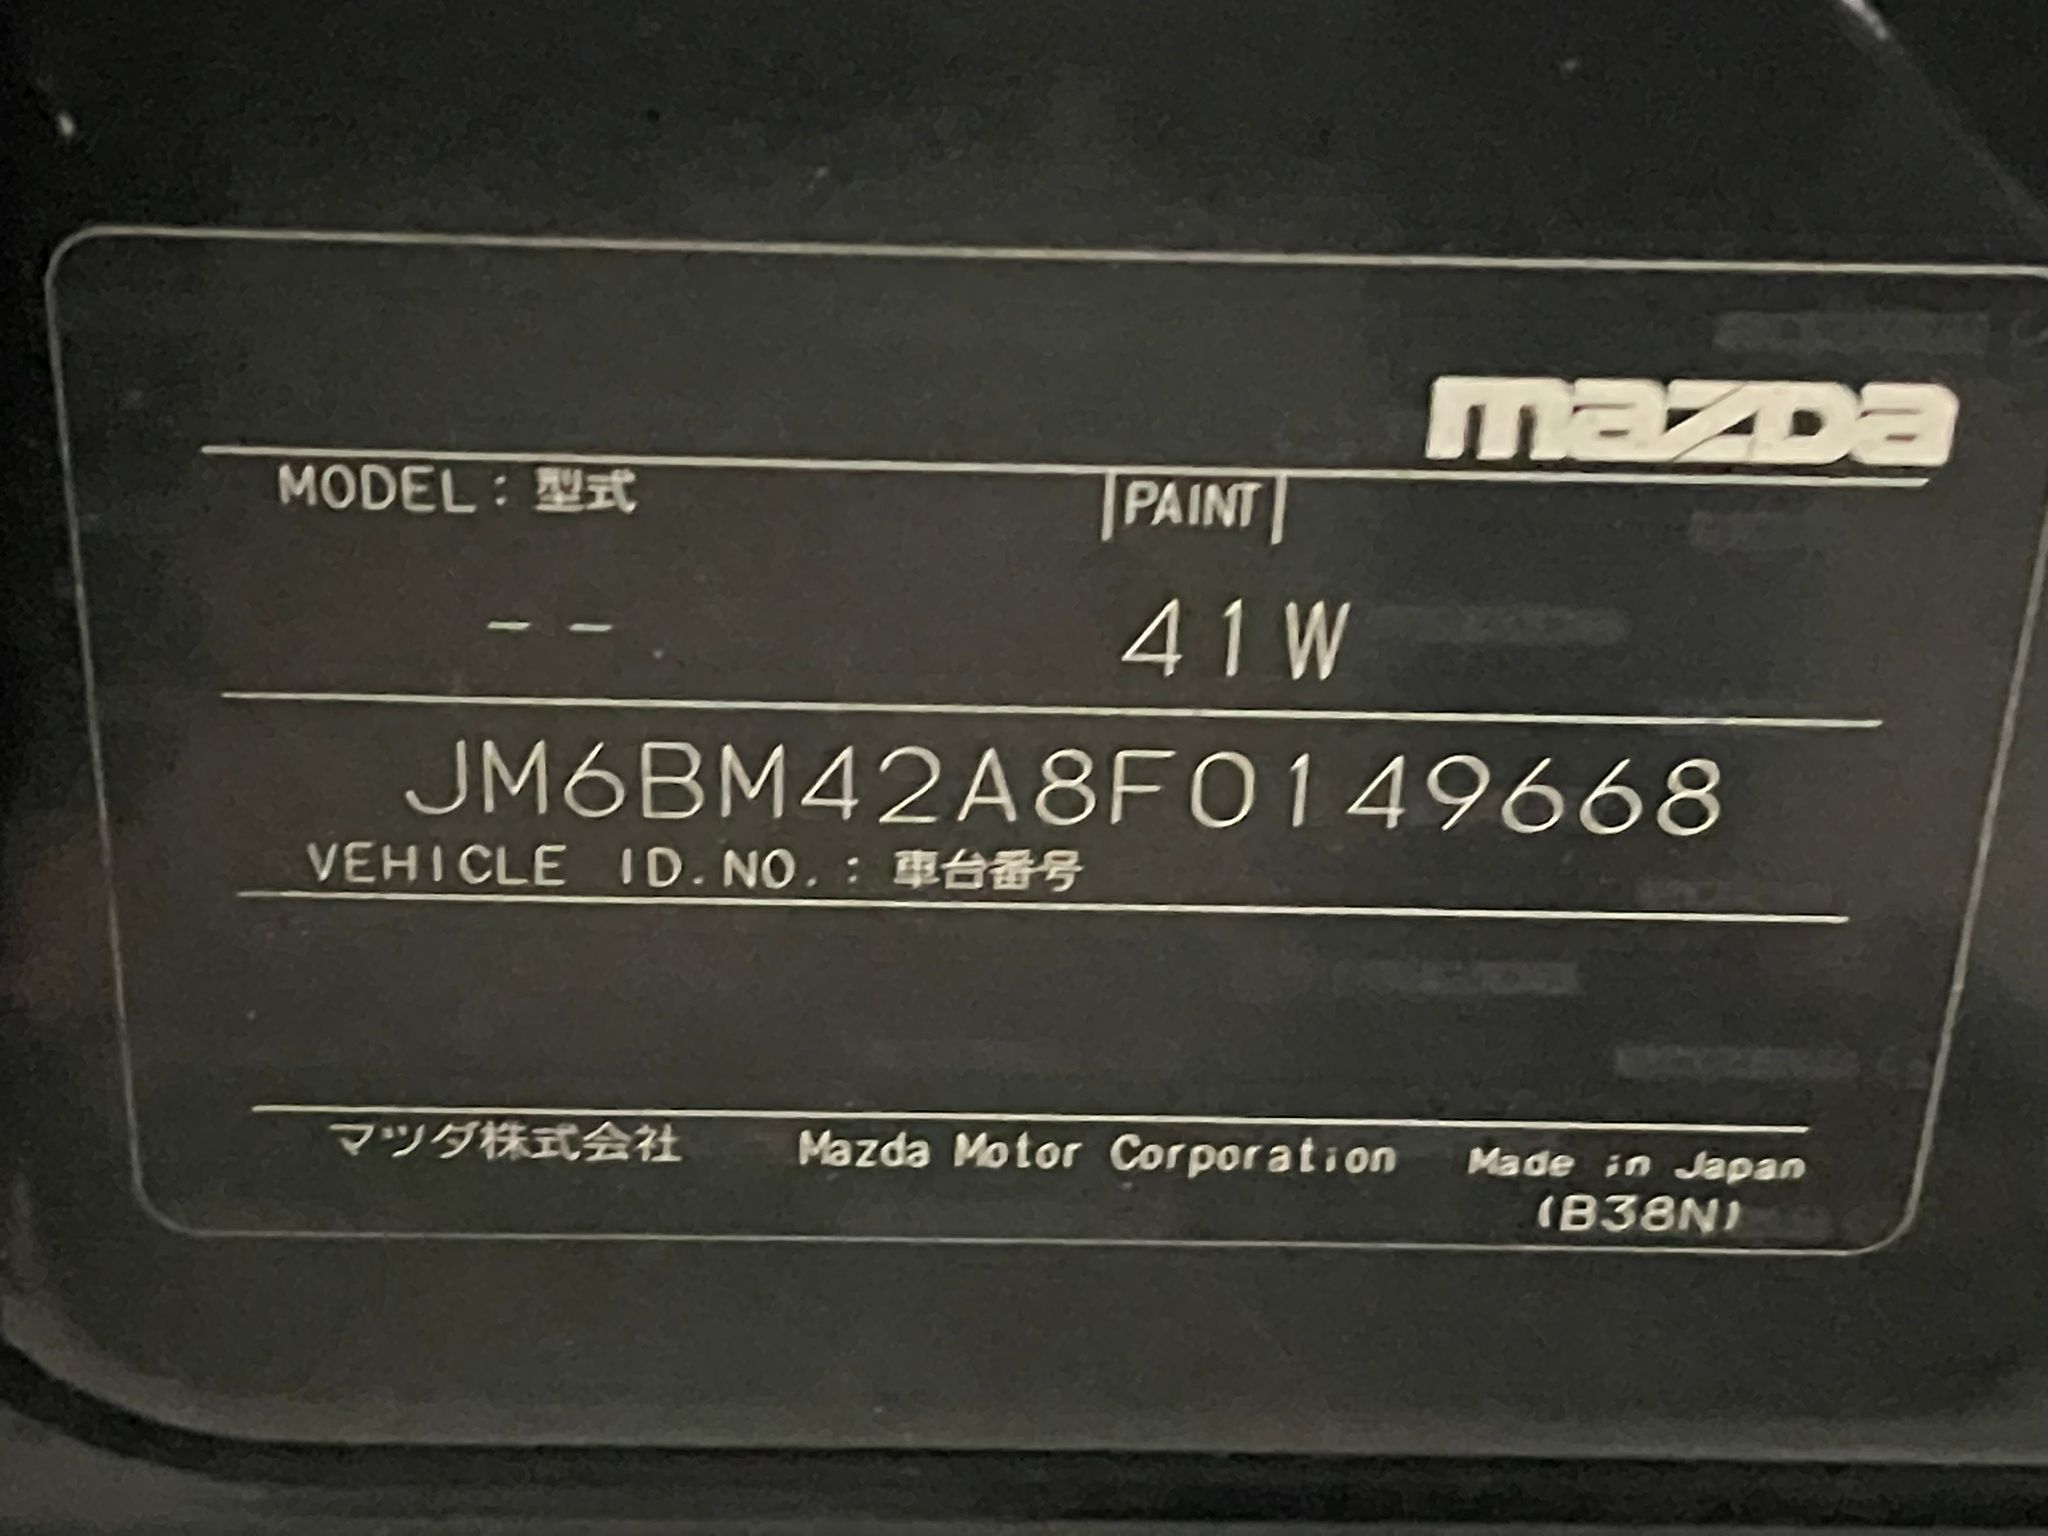 mazda
MODEL : 型式 PAINT
- - 41W
JM6BM42A8F0149668
VEHICLE ID.NO. : 車台番号
マツダ株式会社 Mazda Motor Corporation Made in Japan
(B38N)